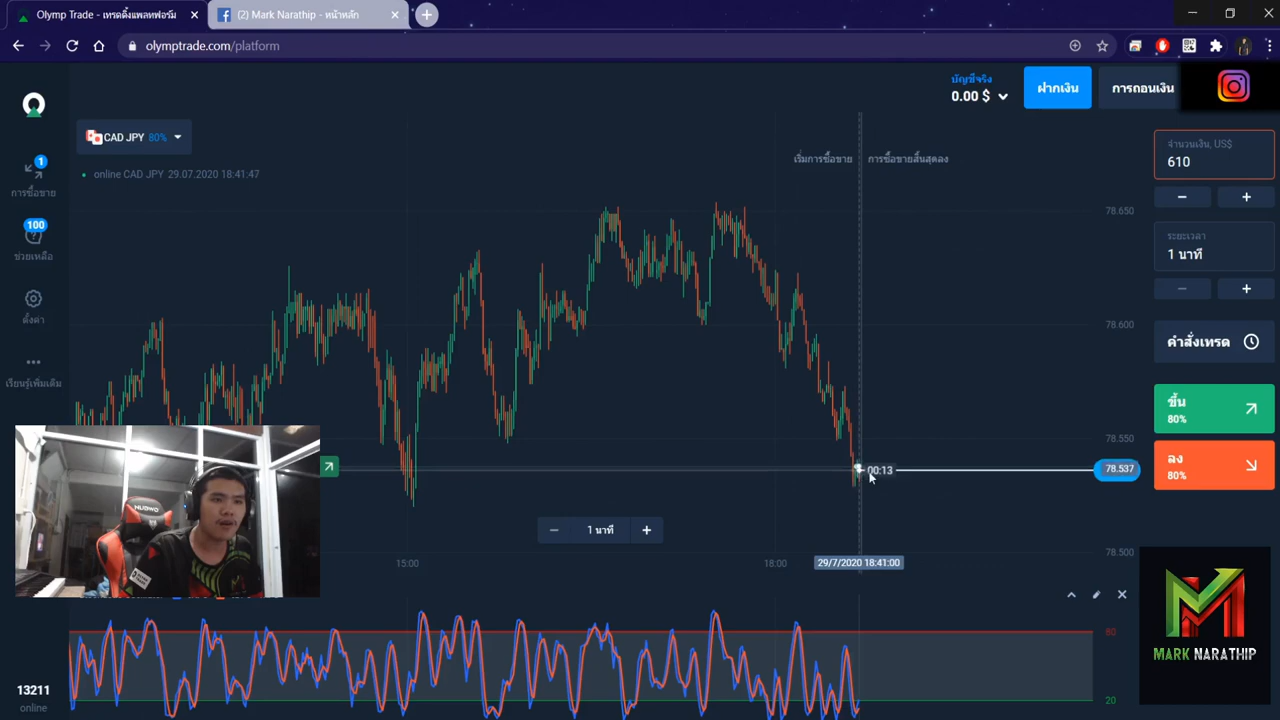 Olymp Trade - เทรดดิ้งแพลทฟอร์ม
(2) Mark Narathip - หน้าหลัก
olymptrade.com/platform
บัญชีจริง
0.00 $
ฝากเงิน
การถอนเงิน
CAD JPY 80%
online CAD JPY 29.07.2020 18:41:47
เริ่มการซื้อขาย
การซื้อขายสิ้นสุดลง
1
การซื้อขาย
100
ช่วยเหลือ
ตั้งค่า
เรียนรู้เพิ่มเติม
จำนวนเงิน, US$
610
ระยะเวลา
1 นาที
คำสั่งเทรด
ขึ้น
80%
ลง
80%
78.650
78.600
78.550
78.537
78.500
00:13
1 นาที
15:00
18:00
29/7/2020 18:41:00
NUBWO
80
20
13211
online
MARK NARATHIP